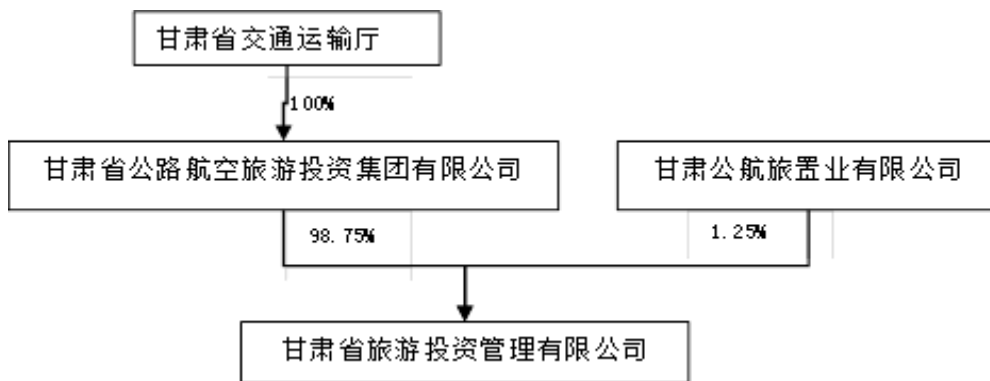 甘肃省交通运输厅
100%
甘肃省公路航空旅游投资集团有限公司
甘肃公航旅置业有限公司
98.75%
1.25%
甘肃省旅游投资管理有限公司